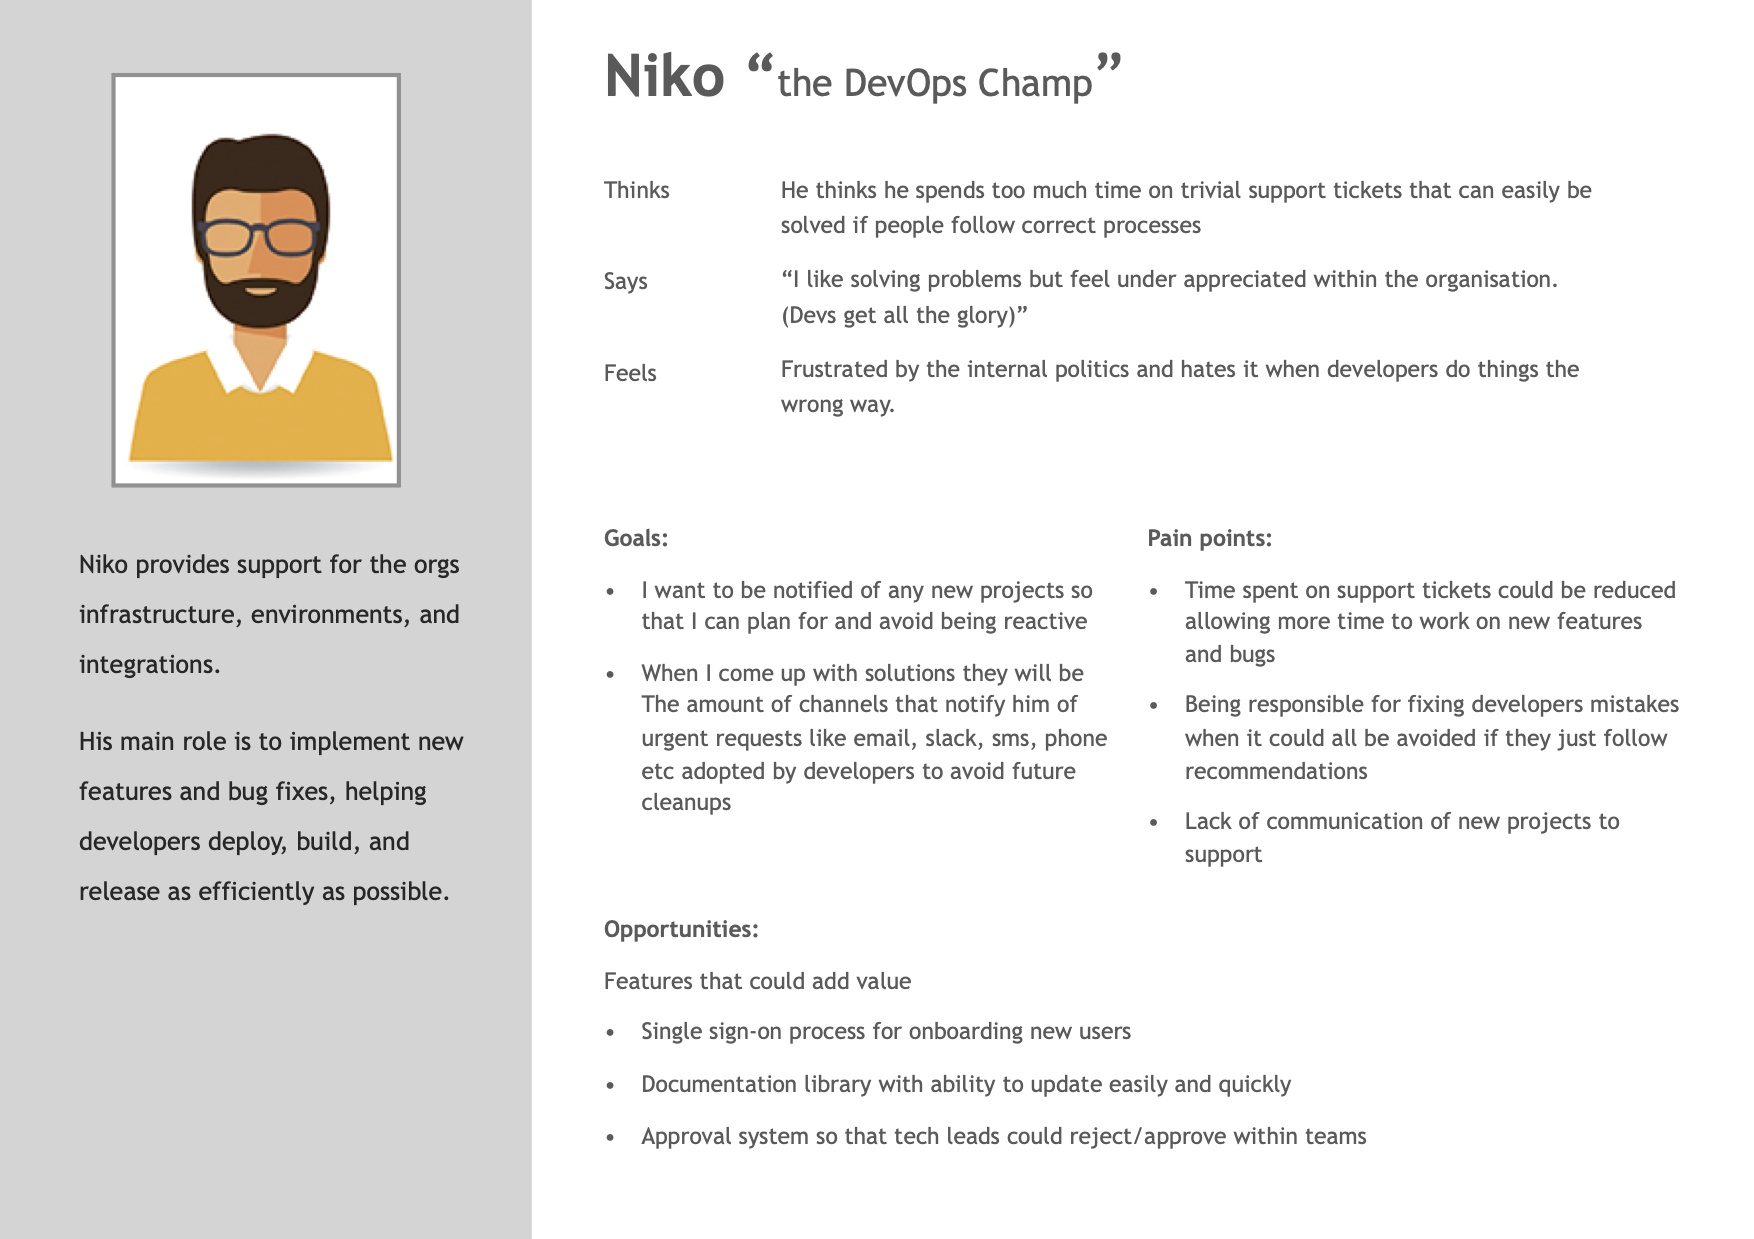 Niko “the DevOps Champ”
Thinks
He thinks he spends too much time on trivial support tickets that can easily be
solved if people follow correct processes
Says
“I like solving problems but feel under appreciated within the organisation.
(Devs get all the glory)”
Feels
Frustrated by the internal politics and hates it when developers do things the
wrong way.
Niko provides support for the orgs
infrastructure, environments, and
integrations.
His main role is to implement new
features and bug fixes, helping
developers deploy, build, and
release as efficiently as possible.
Goals:
• I want to be notified of any new projects so
that I can plan for and avoid being reactive
• When I come up with solutions they will be
The amount of channels that notify him of
urgent requests like email, slack, sms, phone
etc adopted by developers to avoid future
cleanups
Pain points:
• Time spent on support tickets could be reduced
allowing more time to work on new features
and bugs
• Being responsible for fixing developers mistakes
when it could all be avoided if they just follow
recommendations
• Lack of communication of new projects to
support
Opportunities:
Features that could add value
• Single sign-on process for onboarding new users
• Documentation library with ability to update easily and quickly
• Approval system so that tech leads could reject/approve within teams